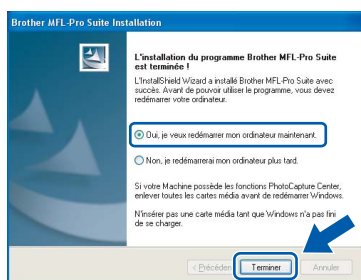 Brother MFL-Pro Suite Installation
L'installation du programme Brother MFL-Pro Suite
est terminée !
L'InstallShield Wizard a installé Brother MFL-Pro Suite avec
succès. Avant de pouvoir utiliser le programme, vous devez
redémarrer votre ordinateur.
Oui, je veux redémarrer mon ordinateur maintenant.
Non, je redémarrerai mon ordinateur plus tard.
Si votre Machine possède les fonctions PhotoCapture Center,
enlever toutes les cartes média avant de redémarrer Windows.
N'insérer pas une carte média tant que Windows n'a pas fini
de se charger.
< Précéden
Terminer
Annuler